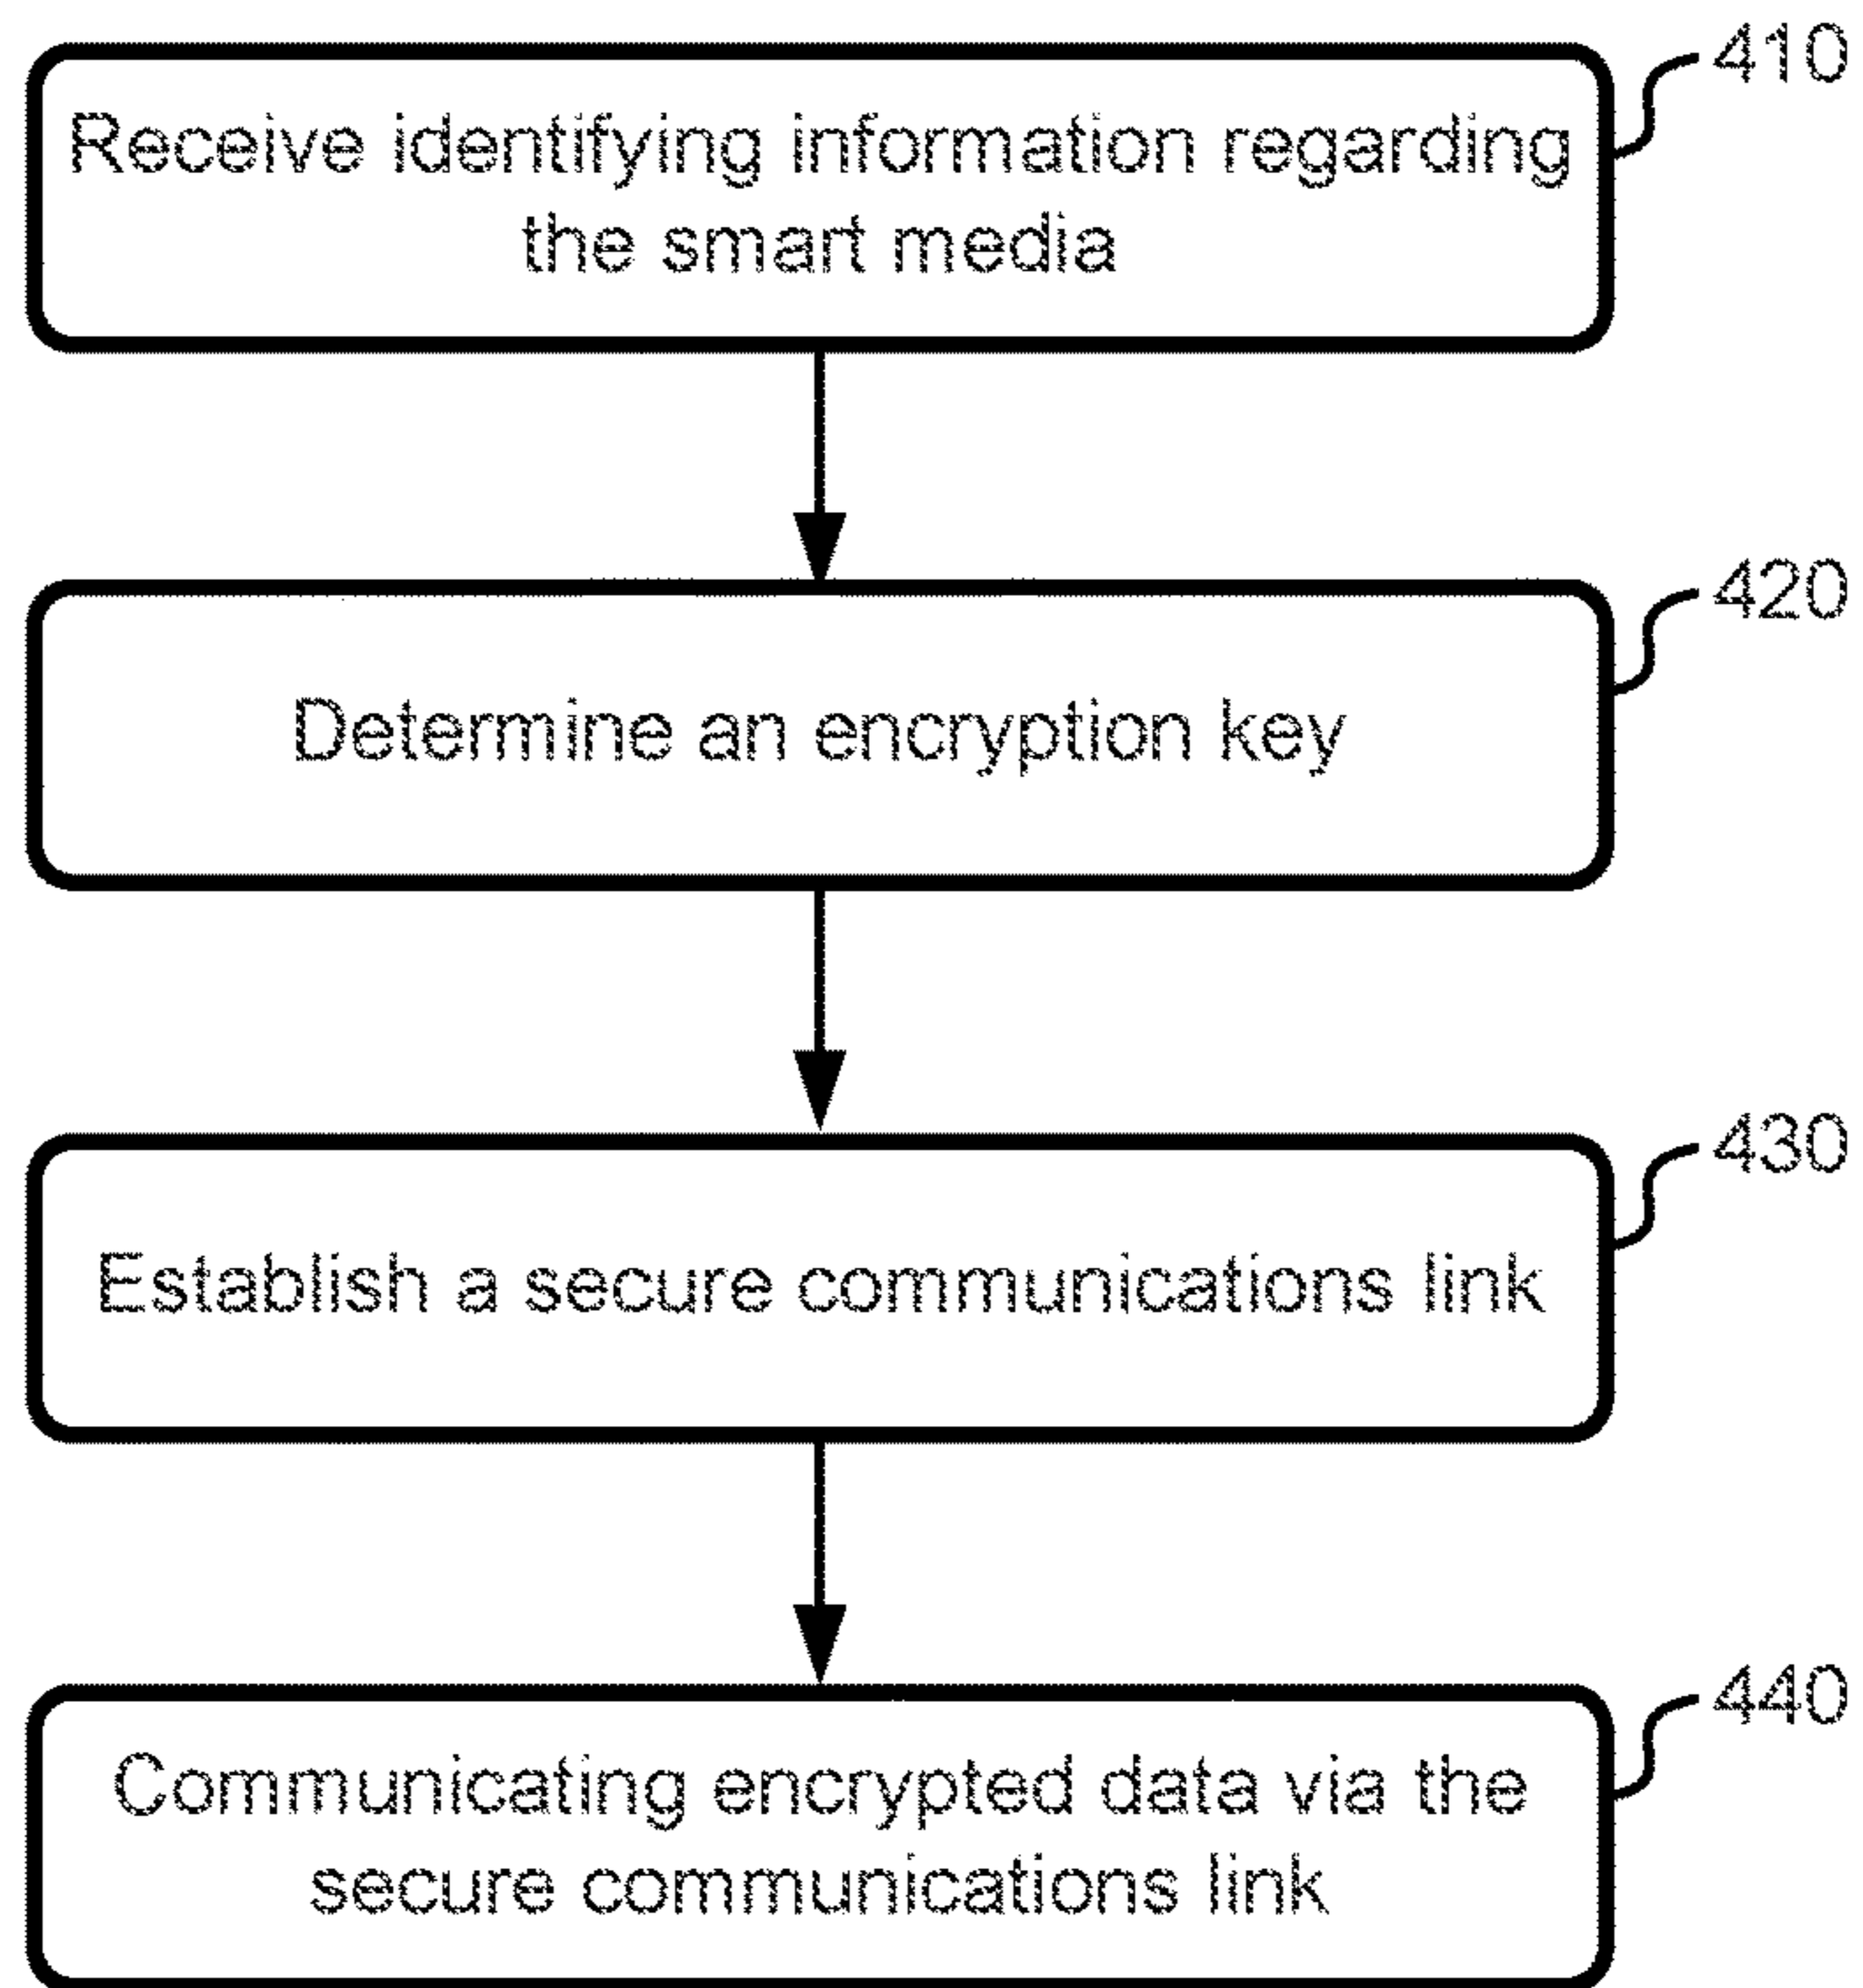 410
Receive identifying information regarding
the smart media
420
Determine an encryption key
430
Establish a secure communications link
440
Communicating encrypted data via the
secure communications link